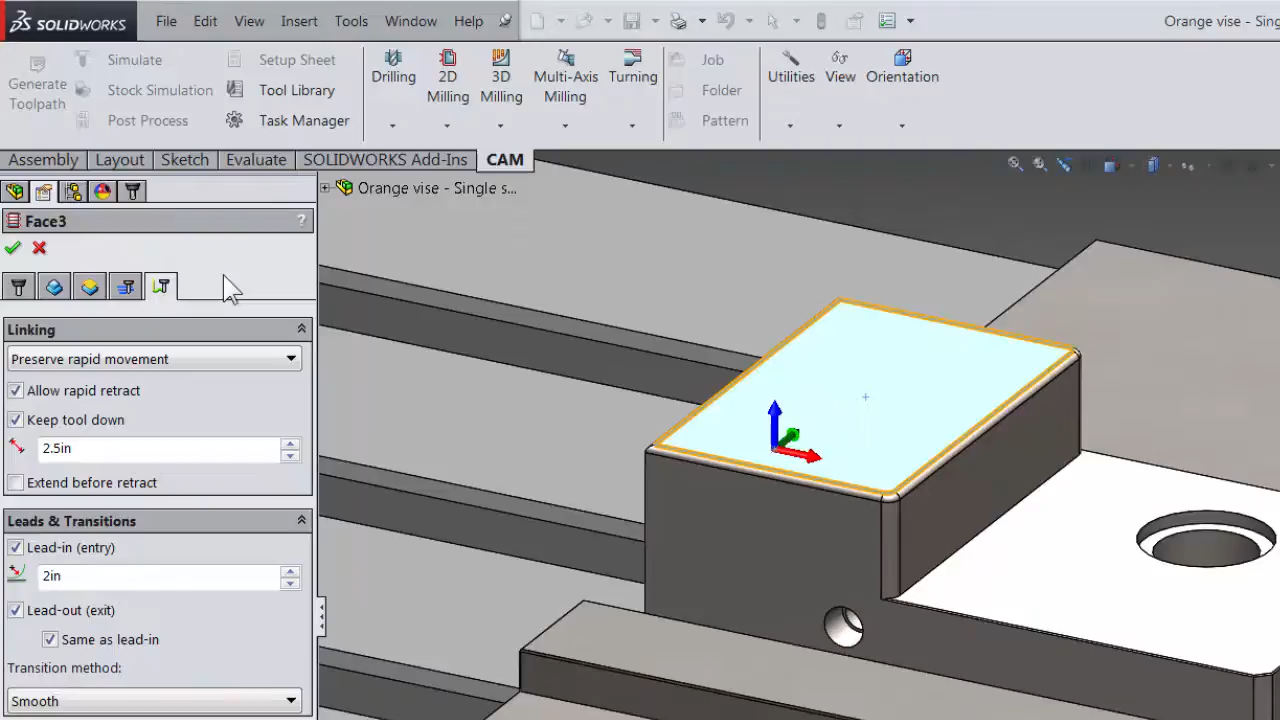 SOLIDWORKS File Edit View Insert Tools Window Help Orange vise - Sing
Generate Toolpath
Simulate
Stock Simulation
Post Process
Setup Sheet
Tool Library
Task Manager
Drilling
2D Milling
3D Milling
Multi-Axis Milling
Turning
Job
Folder
Pattern
Utilities
View
Orientation
Assembly Layout Sketch Evaluate SOLIDWORKS Add-Ins CAM
Orange vise - Single s...
Face3 ?
Linking
Preserve rapid movement
Allow rapid retract
Keep tool down
2.5in
Extend before retract
Leads & Transitions
Lead-in (entry)
2in
Lead-out (exit)
Same as lead-in
Transition method:
Smooth